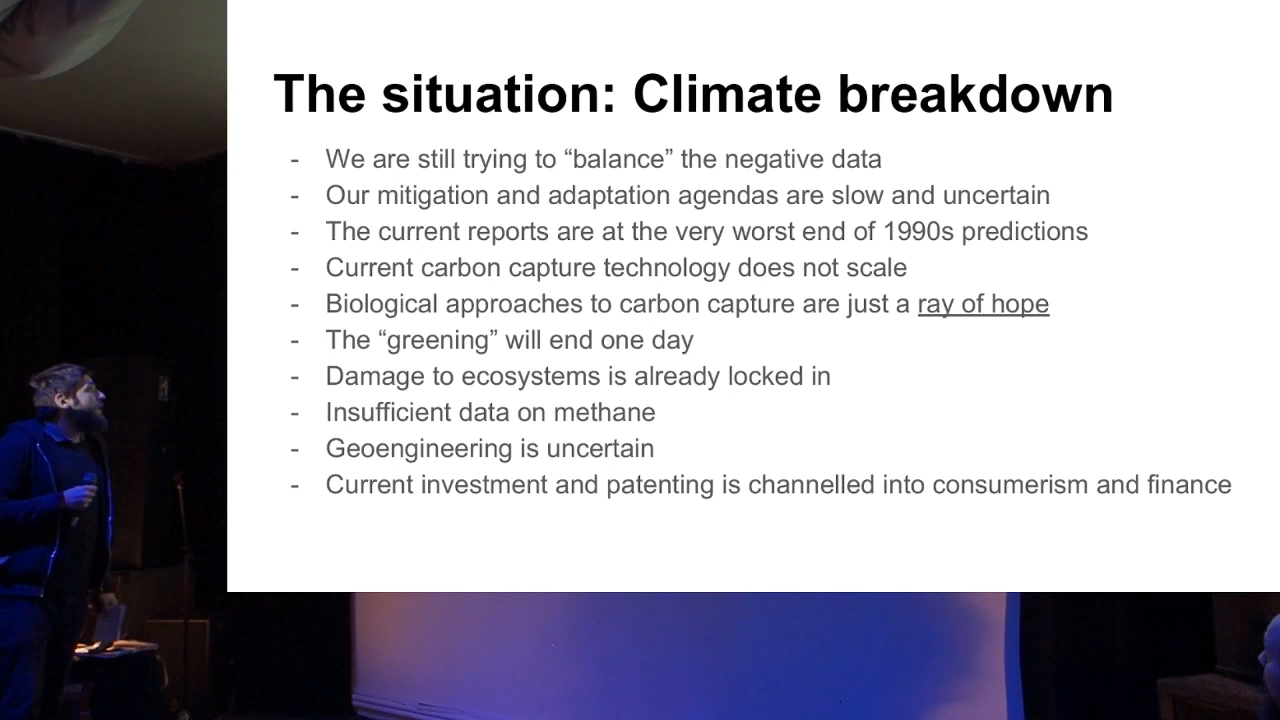 The situation: Climate breakdown
- We are still trying to “balance” the negative data
- Our mitigation and adaptation agendas are slow and uncertain
- The current reports are at the very worst end of 1990s predictions
- Current carbon capture technology does not scale
- Biological approaches to carbon capture are just a ray of hope
- The “greening” will end one day
- Damage to ecosystems is already locked in
- Insufficient data on methane
- Geoengineering is uncertain
- Current investment and patenting is channelled into consumerism and finance